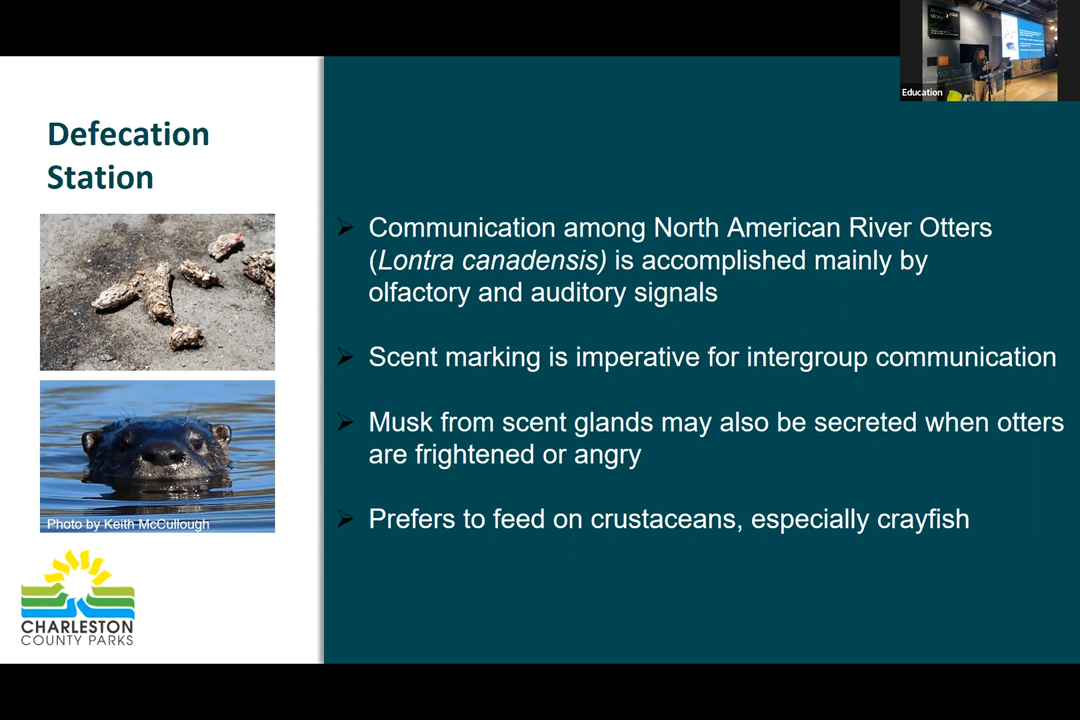 Education
Defecation
Station
Photo by Keith McCullough
CHARLESTON
COUNTY PARKS
➢ Communication among North American River Otters
(Lontra canadensis) is accomplished mainly by
olfactory and auditory signals
➢ Scent marking is imperative for intergroup communication
➢ Musk from scent glands may also be secreted when otters
are frightened or angry
➢ Prefers to feed on crustaceans, especially crayfish